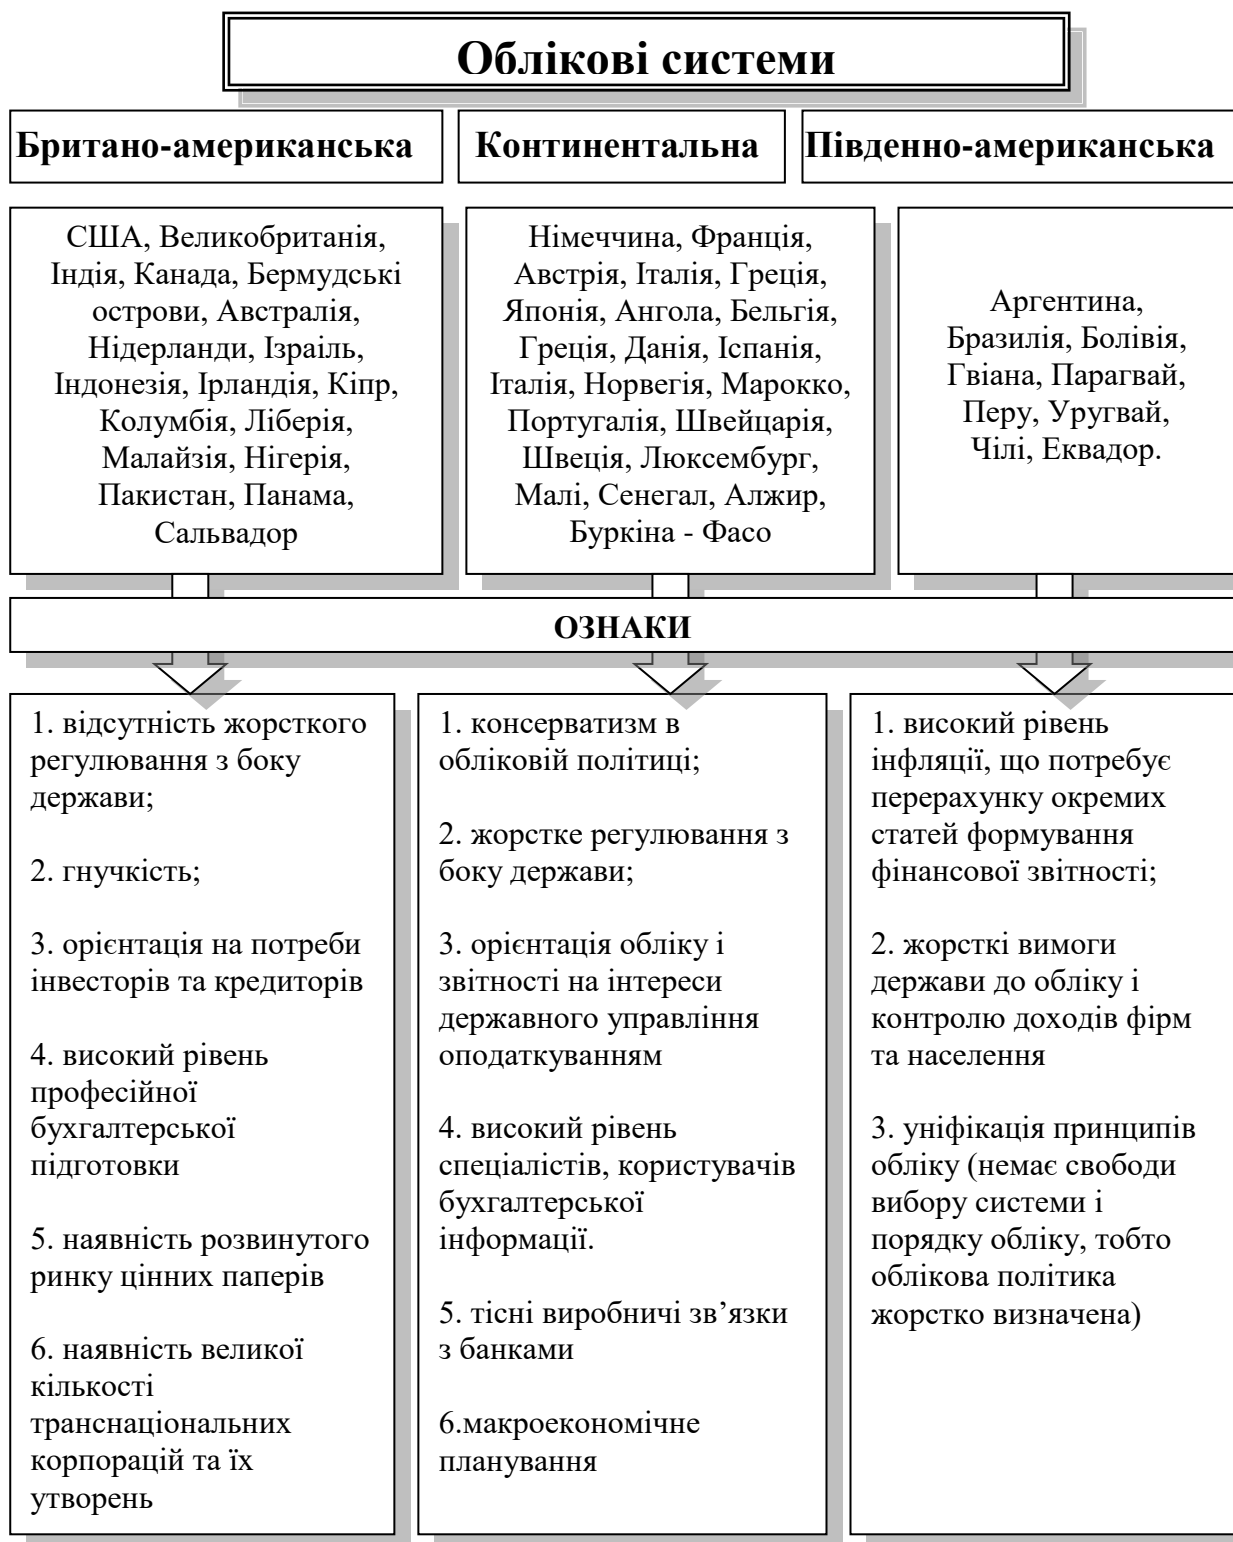 Облікові системи
Британо-американська
Континентальна
Південно-американська
США, Великобританія,
Індія, Канада, Бермудські
острови, Австралія,
Нідерланди, Ізраїль,
Індонезія, Ірландія, Кіпр,
Колумбія, Ліберія,
Малайзія, Нігерія,
Пакистан, Панама,
Сальвадор
Німеччина, Франція,
Австрія, Італія, Греція,
Японія, Ангола, Бельгія,
Греція, Данія, Іспанія,
Італія, Норвегія, Марокко,
Португалія, Швейцарія,
Швеція, Люксембург,
Малі, Сенегал, Алжир,
Буркіна - Фасо
Аргентина,
Бразилія, Болівія,
Гвіана, Парагвай,
Перу, Уругвай,
Чілі, Еквадор.
ОЗНАКИ
1. відсутність жорсткого
регулювання з боку
держави;
2. гнучкість;
3. орієнтація на потреби
інвесторів та кредиторів
4. високий рівень
професійної
бухгалтерської
підготовки
5. наявність розвинутого
ринку цінних паперів
6. наявність великої
кількості
транснаціональних
корпорацій та їх
утворень
1. консерватизм в
обліковій політиці;
2. жорстке регулювання з
боку держави;
3. орієнтація обліку і
звітності на інтереси
державного управління
оподаткуванням
4. високий рівень
спеціалістів, користувачів
бухгалтерської
інформації.
5. тісні виробничі зв’язки
з банками
6.макроекономічне
планування
1. високий рівень
інфляції, що потребує
перерахунку окремих
статей формування
фінансової звітності;
2. жорсткі вимоги
держави до обліку і
контролю доходів фірм
та населення
3. уніфікація принципів
обліку (немає свободи
вибору системи і
порядку обліку, тобто
облікова політика
жорстко визначена)